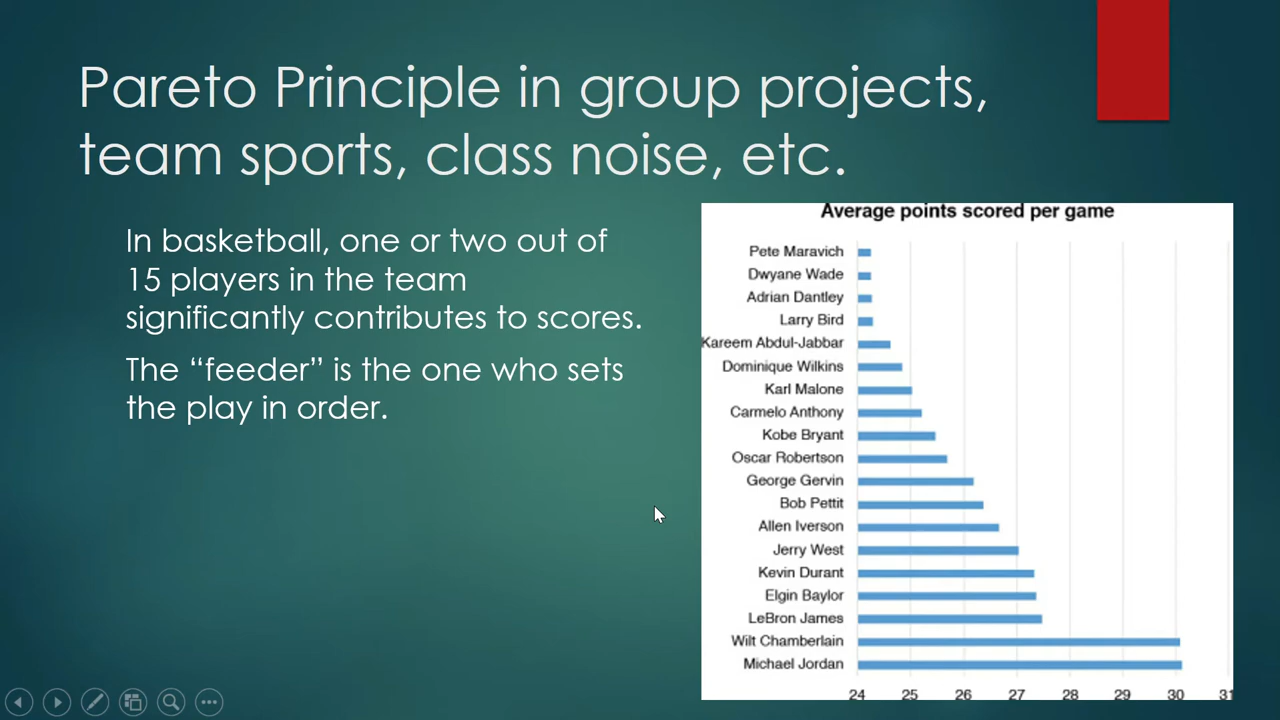 Pareto Principle in group projects,
team sports, class noise, etc.
In basketball, one or two out of
15 players in the team
significantly contributes to scores.
The “feeder” is the one who sets
the play in order.
Average points scored per game
Pete Maravich
Dwyane Wade
Adrian Dantley
Larry Bird
Kareem Abdul-Jabbar
Dominique Wilkins
Karl Malone
Carmelo Anthony
Kobe Bryant
Oscar Robertson
George Gervin
Bob Pettit
Allen Iverson
Jerry West
Kevin Durant
Elgin Baylor
LeBron James
Wilt Chamberlain
Michael Jordan
24 25 26 27 28 29 30 31